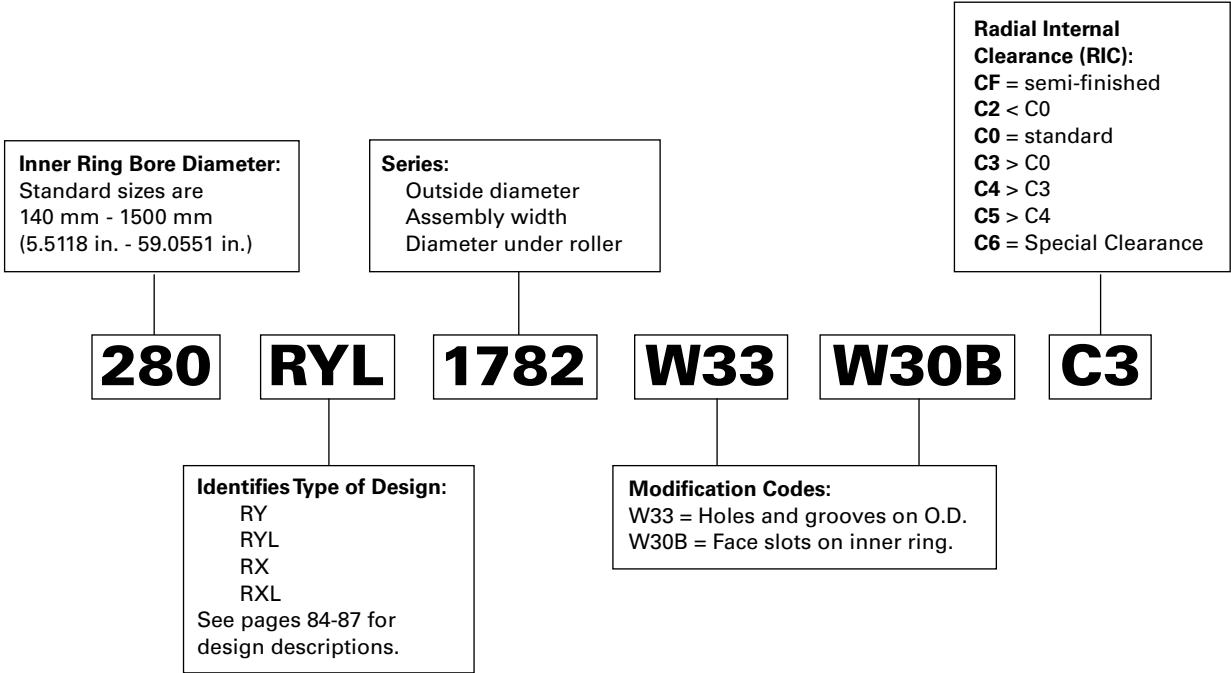 Radial Internal
Clearance (RIC):
CF = semi-finished
C2 < C0
C0 = standard
C3 > C0
C4 > C3
C5 > C4
C6 = Special Clearance
Inner Ring Bore Diameter:
Standard sizes are
140 mm - 1500 mm
(5.5118 in. - 59.0551 in.)
Series:
Outside diameter
Assembly width
Diameter under roller
280 RYL 1782 W33 W30B C3
Identifies Type of Design:
RY
RYL
RX
RXL
See pages 84-87 for
design descriptions.
Modification Codes:
W33 = Holes and grooves on O.D.
W30B = Face slots on inner ring.